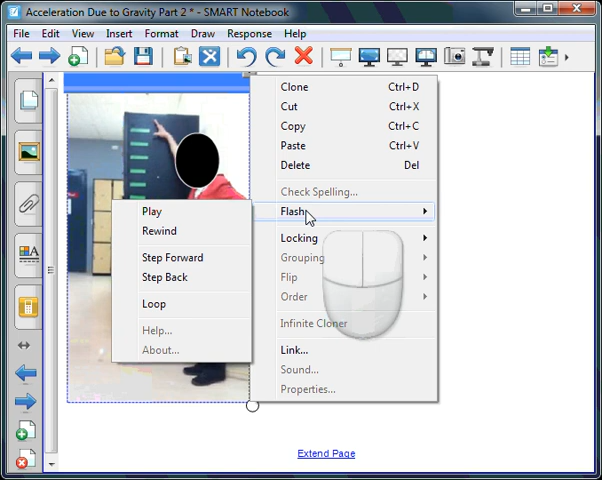 Acceleration Due to Gravity Part 2 * - SMART Notebook
File Edit View Insert Format Draw Response Help
Clone Ctrl+D
Cut Ctrl+X
Copy Ctrl+C
Paste Ctrl+V
Delete Del
Check Spelling...
Flash
Locking
Grouping
Flip
Order
Infinite Cloner
Link...
Sound...
Properties...
Play
Rewind
Step Forward
Step Back
Loop
Help...
About...
Extend Page